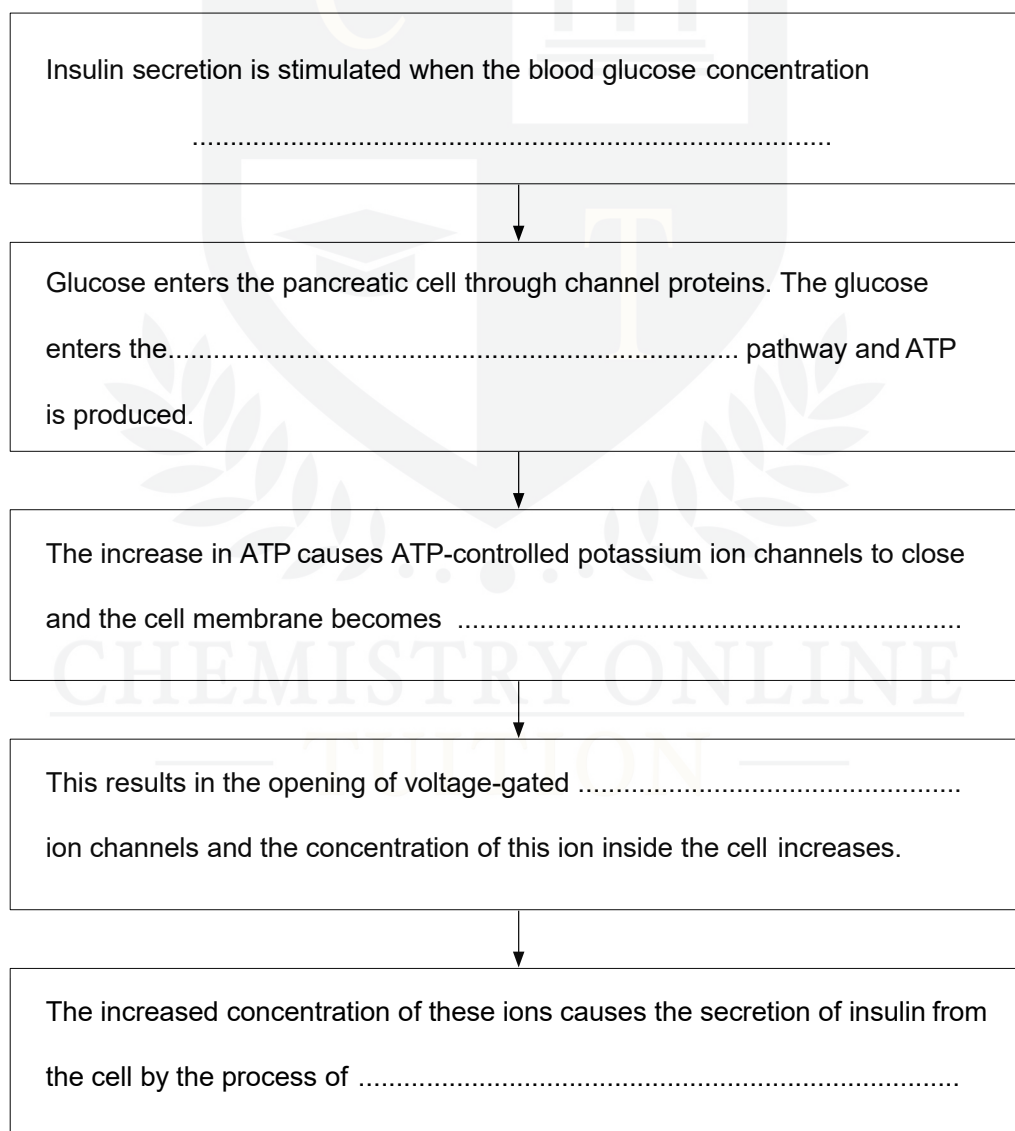 Insulin secretion is stimulated when the blood glucose concentration
...................................................................................
Glucose enters the pancreatic cell through channel proteins. The glucose
enters the.......................................................................... pathway and ATP
is produced.
The increase in ATP causes ATP-controlled potassium ion channels to close
and the cell membrane becomes ..................................................................
CHEMISTRY ONLINE
TUITION
This results in the opening of voltage-gated ..................................................
ion channels and the concentration of this ion inside the cell increases.
The increased concentration of these ions causes the secretion of insulin from
the cell by the process of ..............................................................................